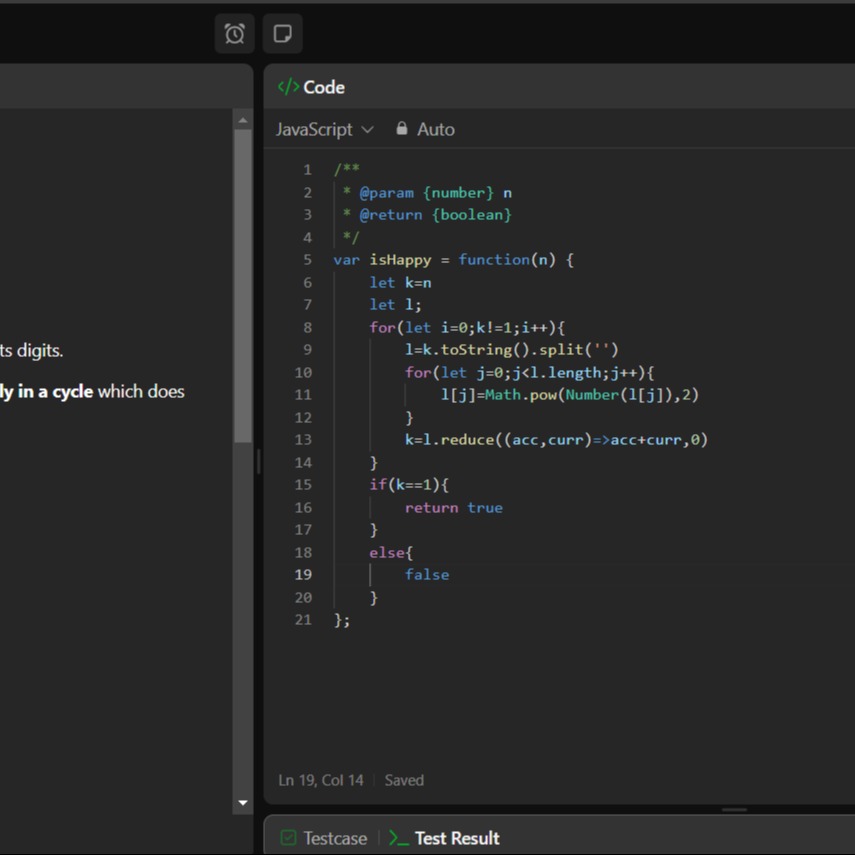 </> Code
JavaScript Auto
1 /**
2 * @param {number} n
3 * @return {boolean}
4 */
5 var isHappy = function(n) {
6 let k=n
7 let l;
8 for(let i=0;k!=1;i++){
9 l=k.toString().split('')
10 for(let j=0;j<l.length;j++){
11 l[j]=Math.pow(Number(l[j]),2)
12 }
13 k=l.reduce((acc,curr)=>acc+curr,0)
14 }
15 if(k==1){
16 return true
17 }
18 else{
19 false
20 }
21 };
ts digits.
ly in a cycle which does
Ln 19, Col 14 Saved
Testcase >_ Test Result